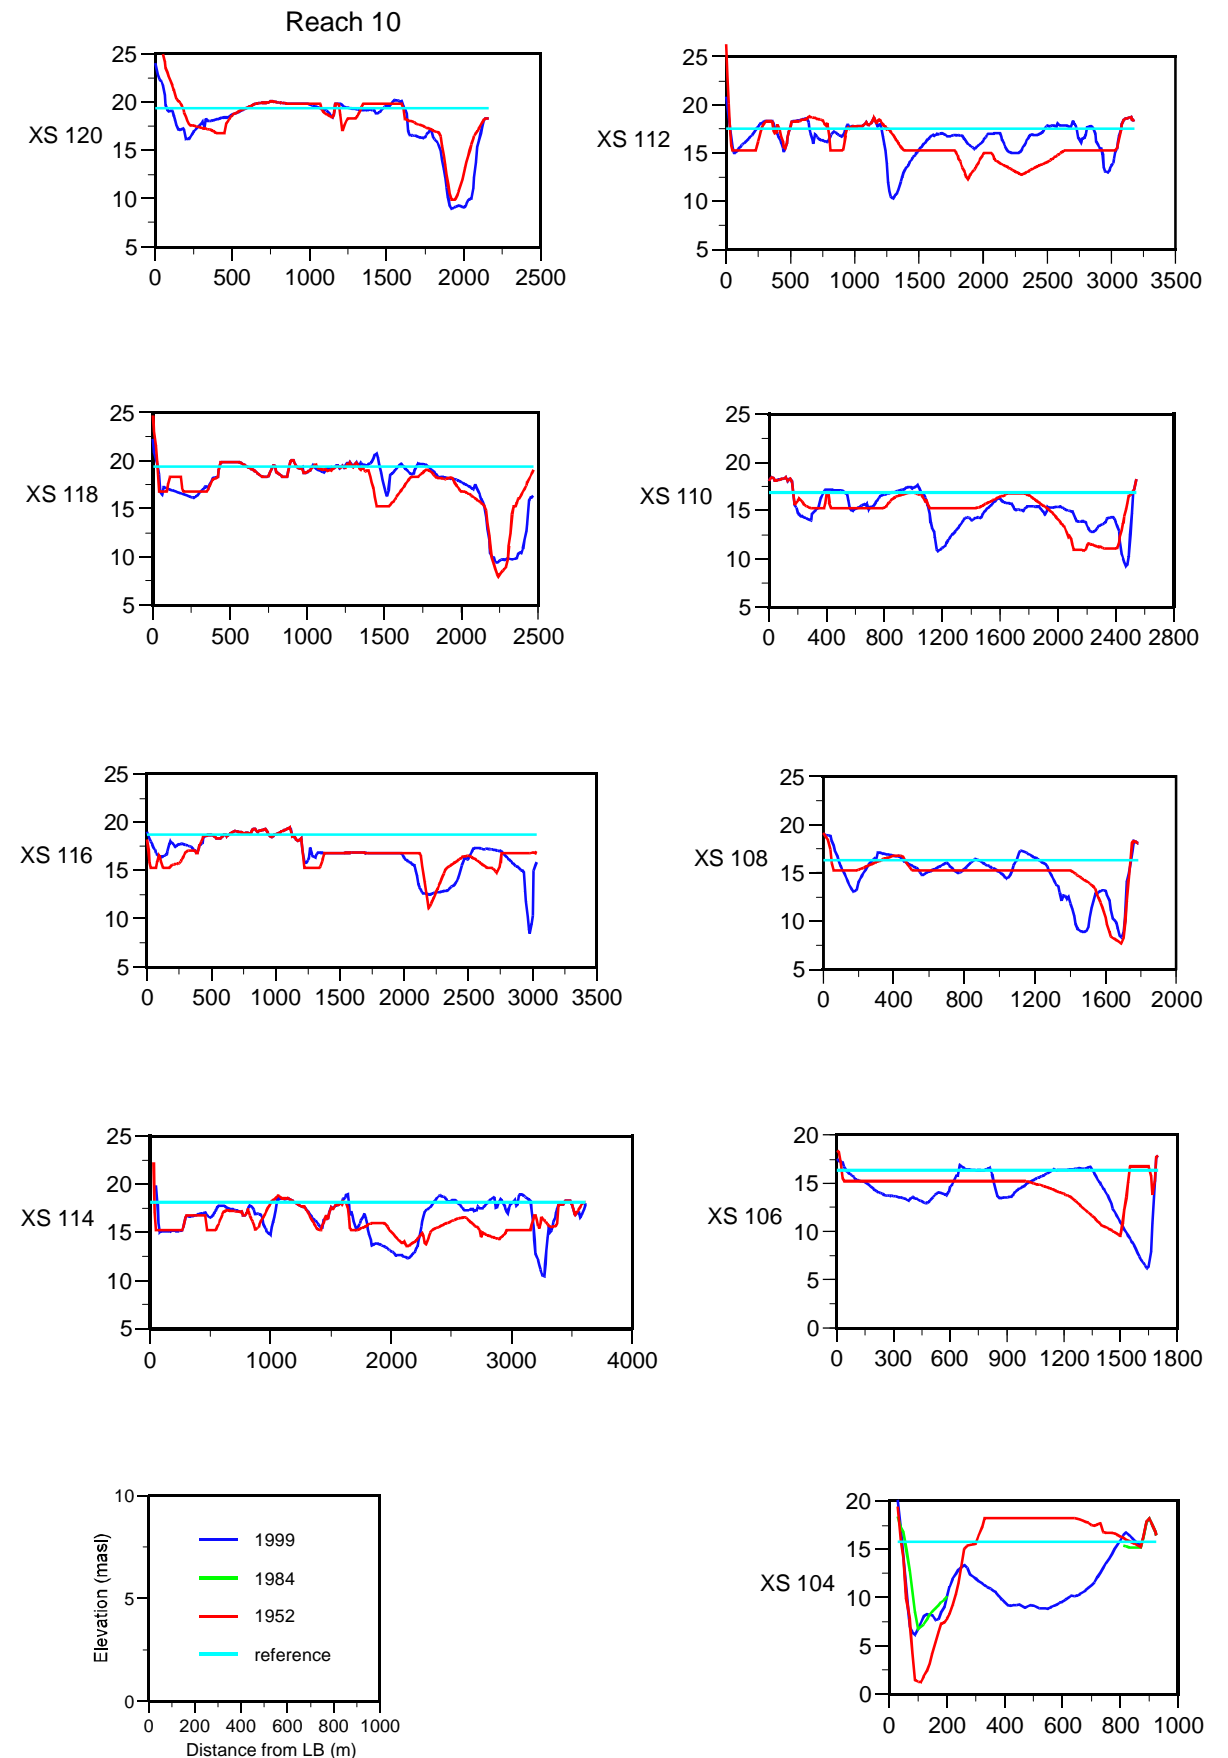 Reach 10
25
20
15
10
5
XS 120
0 500 1000 1500 2000 2500
25
20
15
10
5
XS 112
0 500 1000 1500 2000 2500 3000 3500
25
20
15
10
5
XS 118
0 500 1000 1500 2000 2500
25
20
15
10
5
XS 110
0 400 800 1200 1600 2000 2400 2800
25
20
15
10
5
XS 116
0 500 1000 1500 2000 2500 3000 3500
25
20
15
10
5
XS 108
0 400 800 1200 1600 2000
25
20
15
10
5
XS 114
0 1000 2000 3000 4000
20
15
10
5
0
XS 106
0 300 600 900 1200 1500 1800
10
5
0
Elevation (masl)
1999
1984
1952
reference
0 200 400 600 800 1000
Distance from LB (m)
20
15
10
5
0
XS 104
0 200 400 600 800 1000